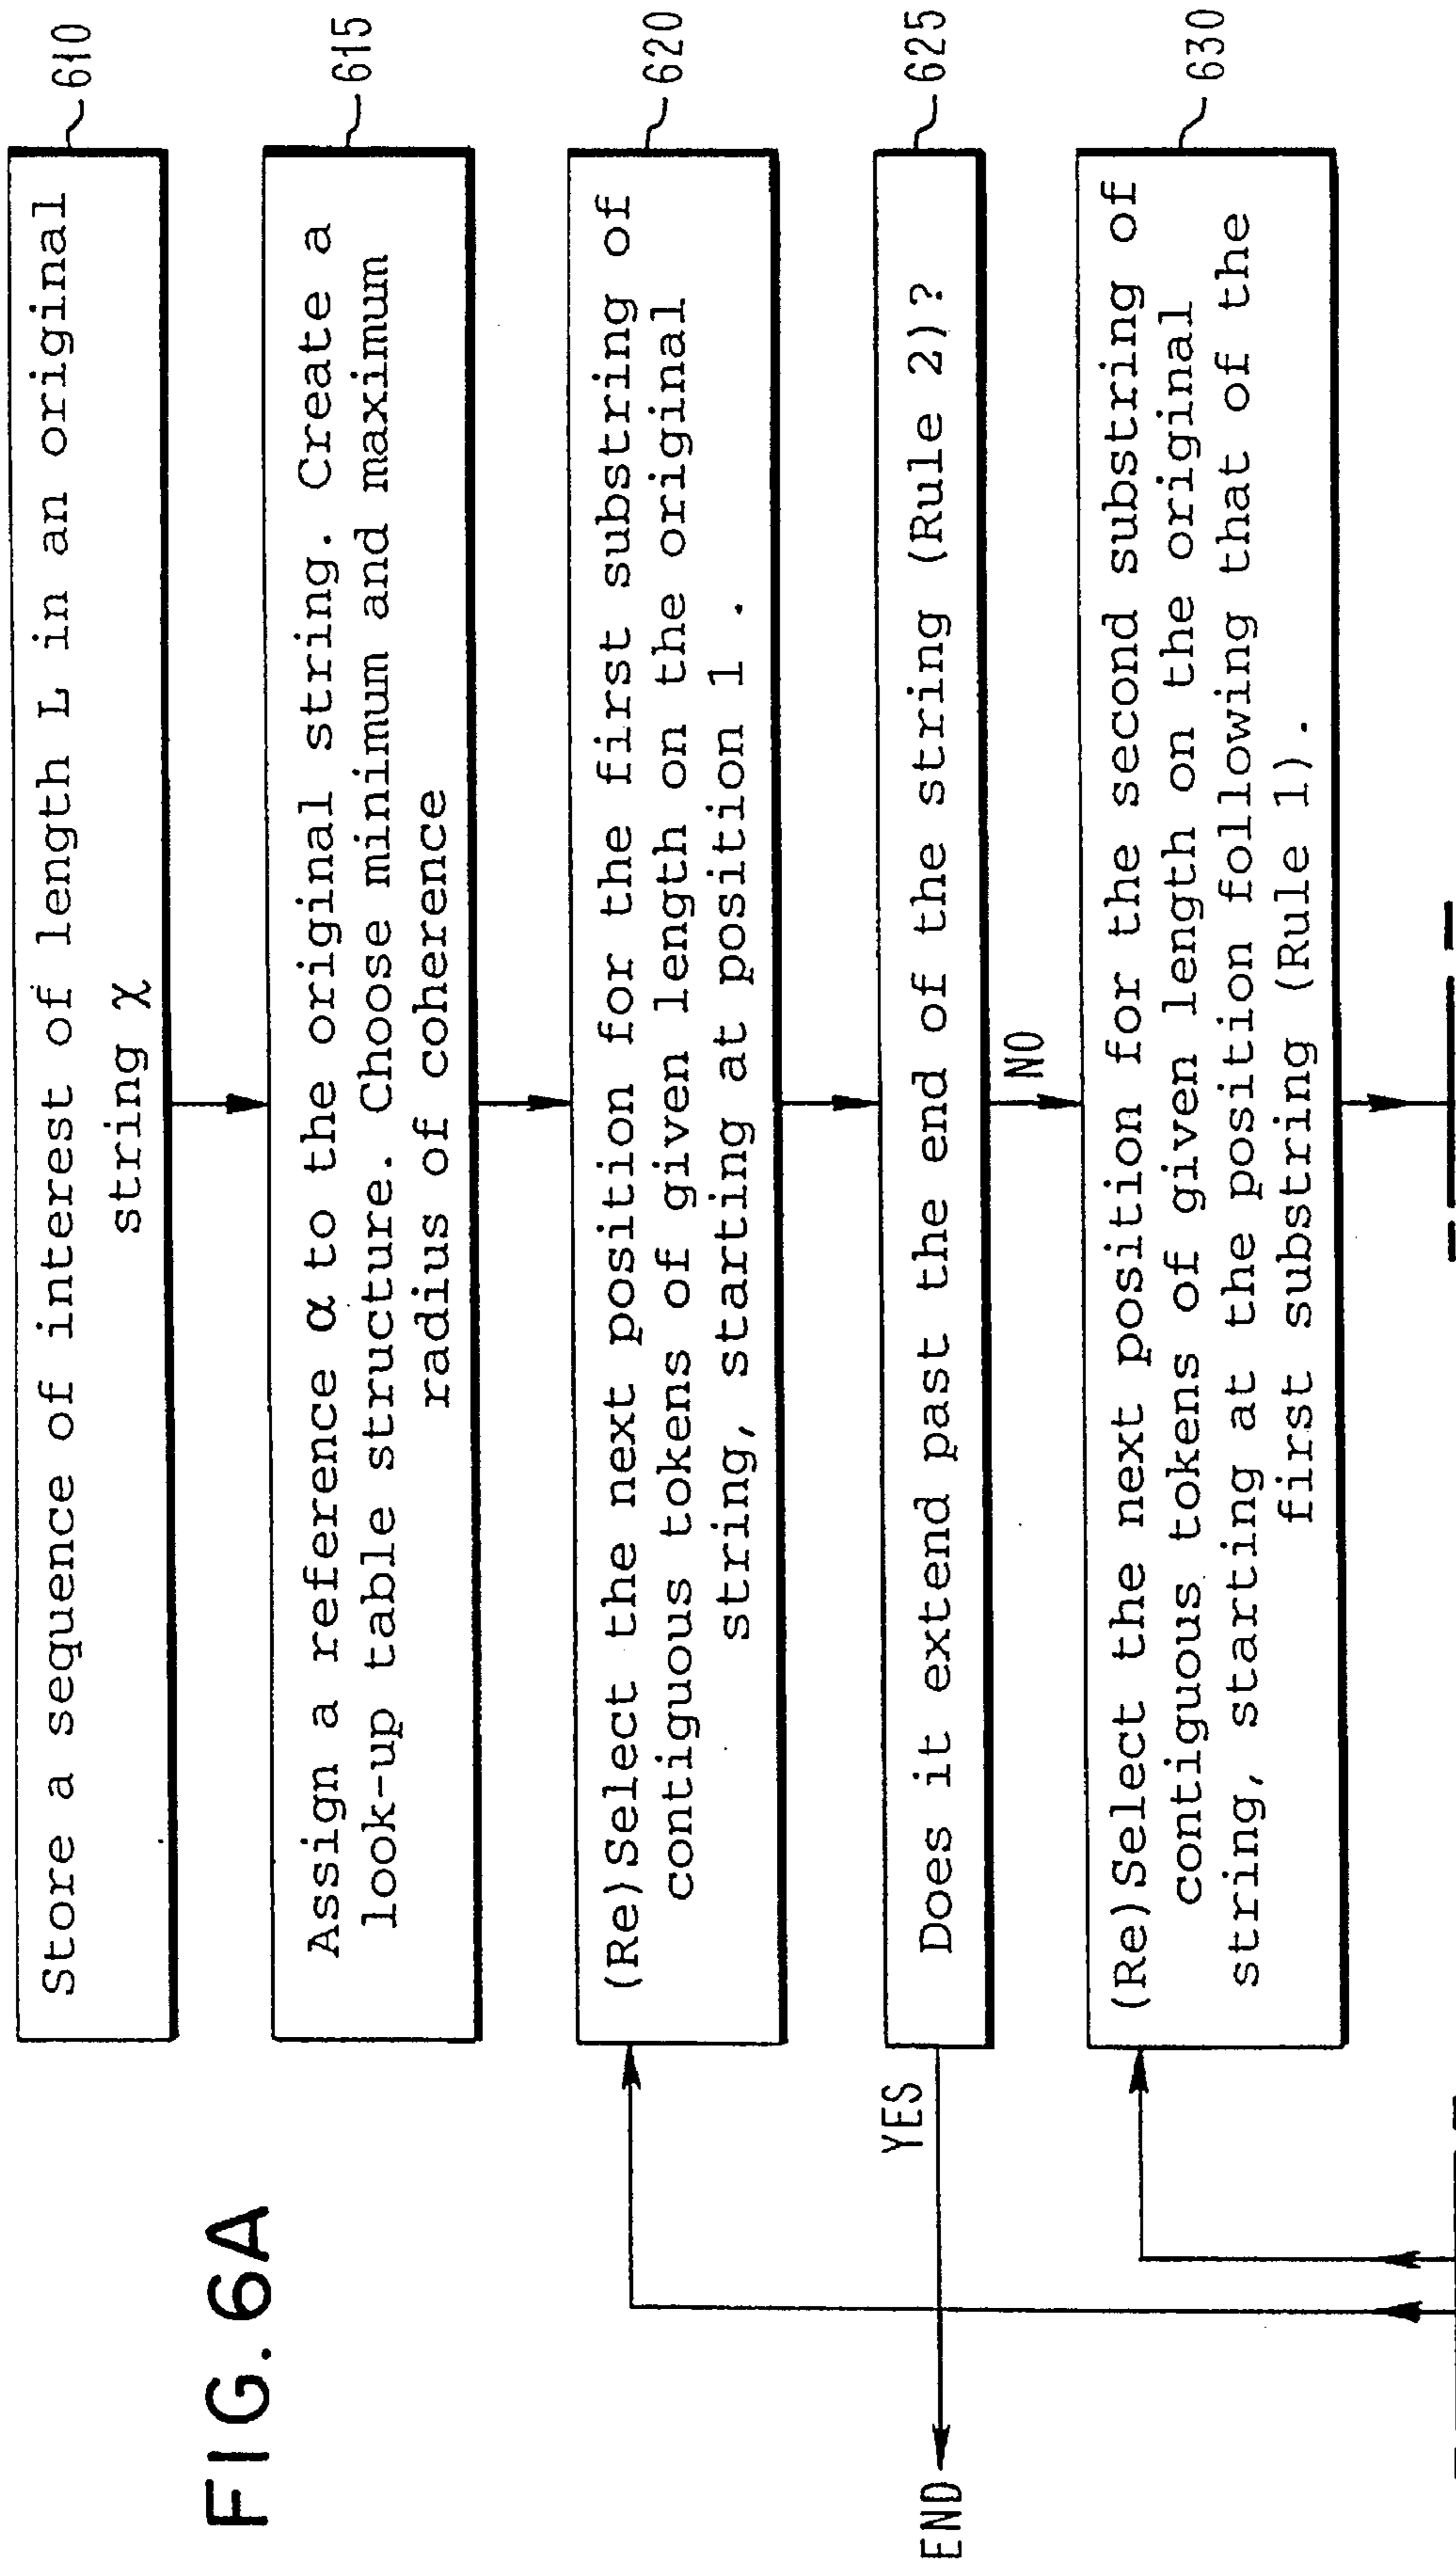 FIG. 6A
Store a sequence of interest of length L in an original
string χ
610
Assign a reference α to the original string. Create a
look-up table structure. Choose minimum and maximum
radius of coherence
615
(Re)Select the next position for the first substring of
contiguous tokens of given length on the original
string, starting at position 1 .
620
Does it extend past the end of the string (Rule 2)?
625
YES
END
NO
(Re)Select the next position for the second substring of
contiguous tokens of given length on the original
string, starting at the position following that of the
first substring (Rule 1).
630